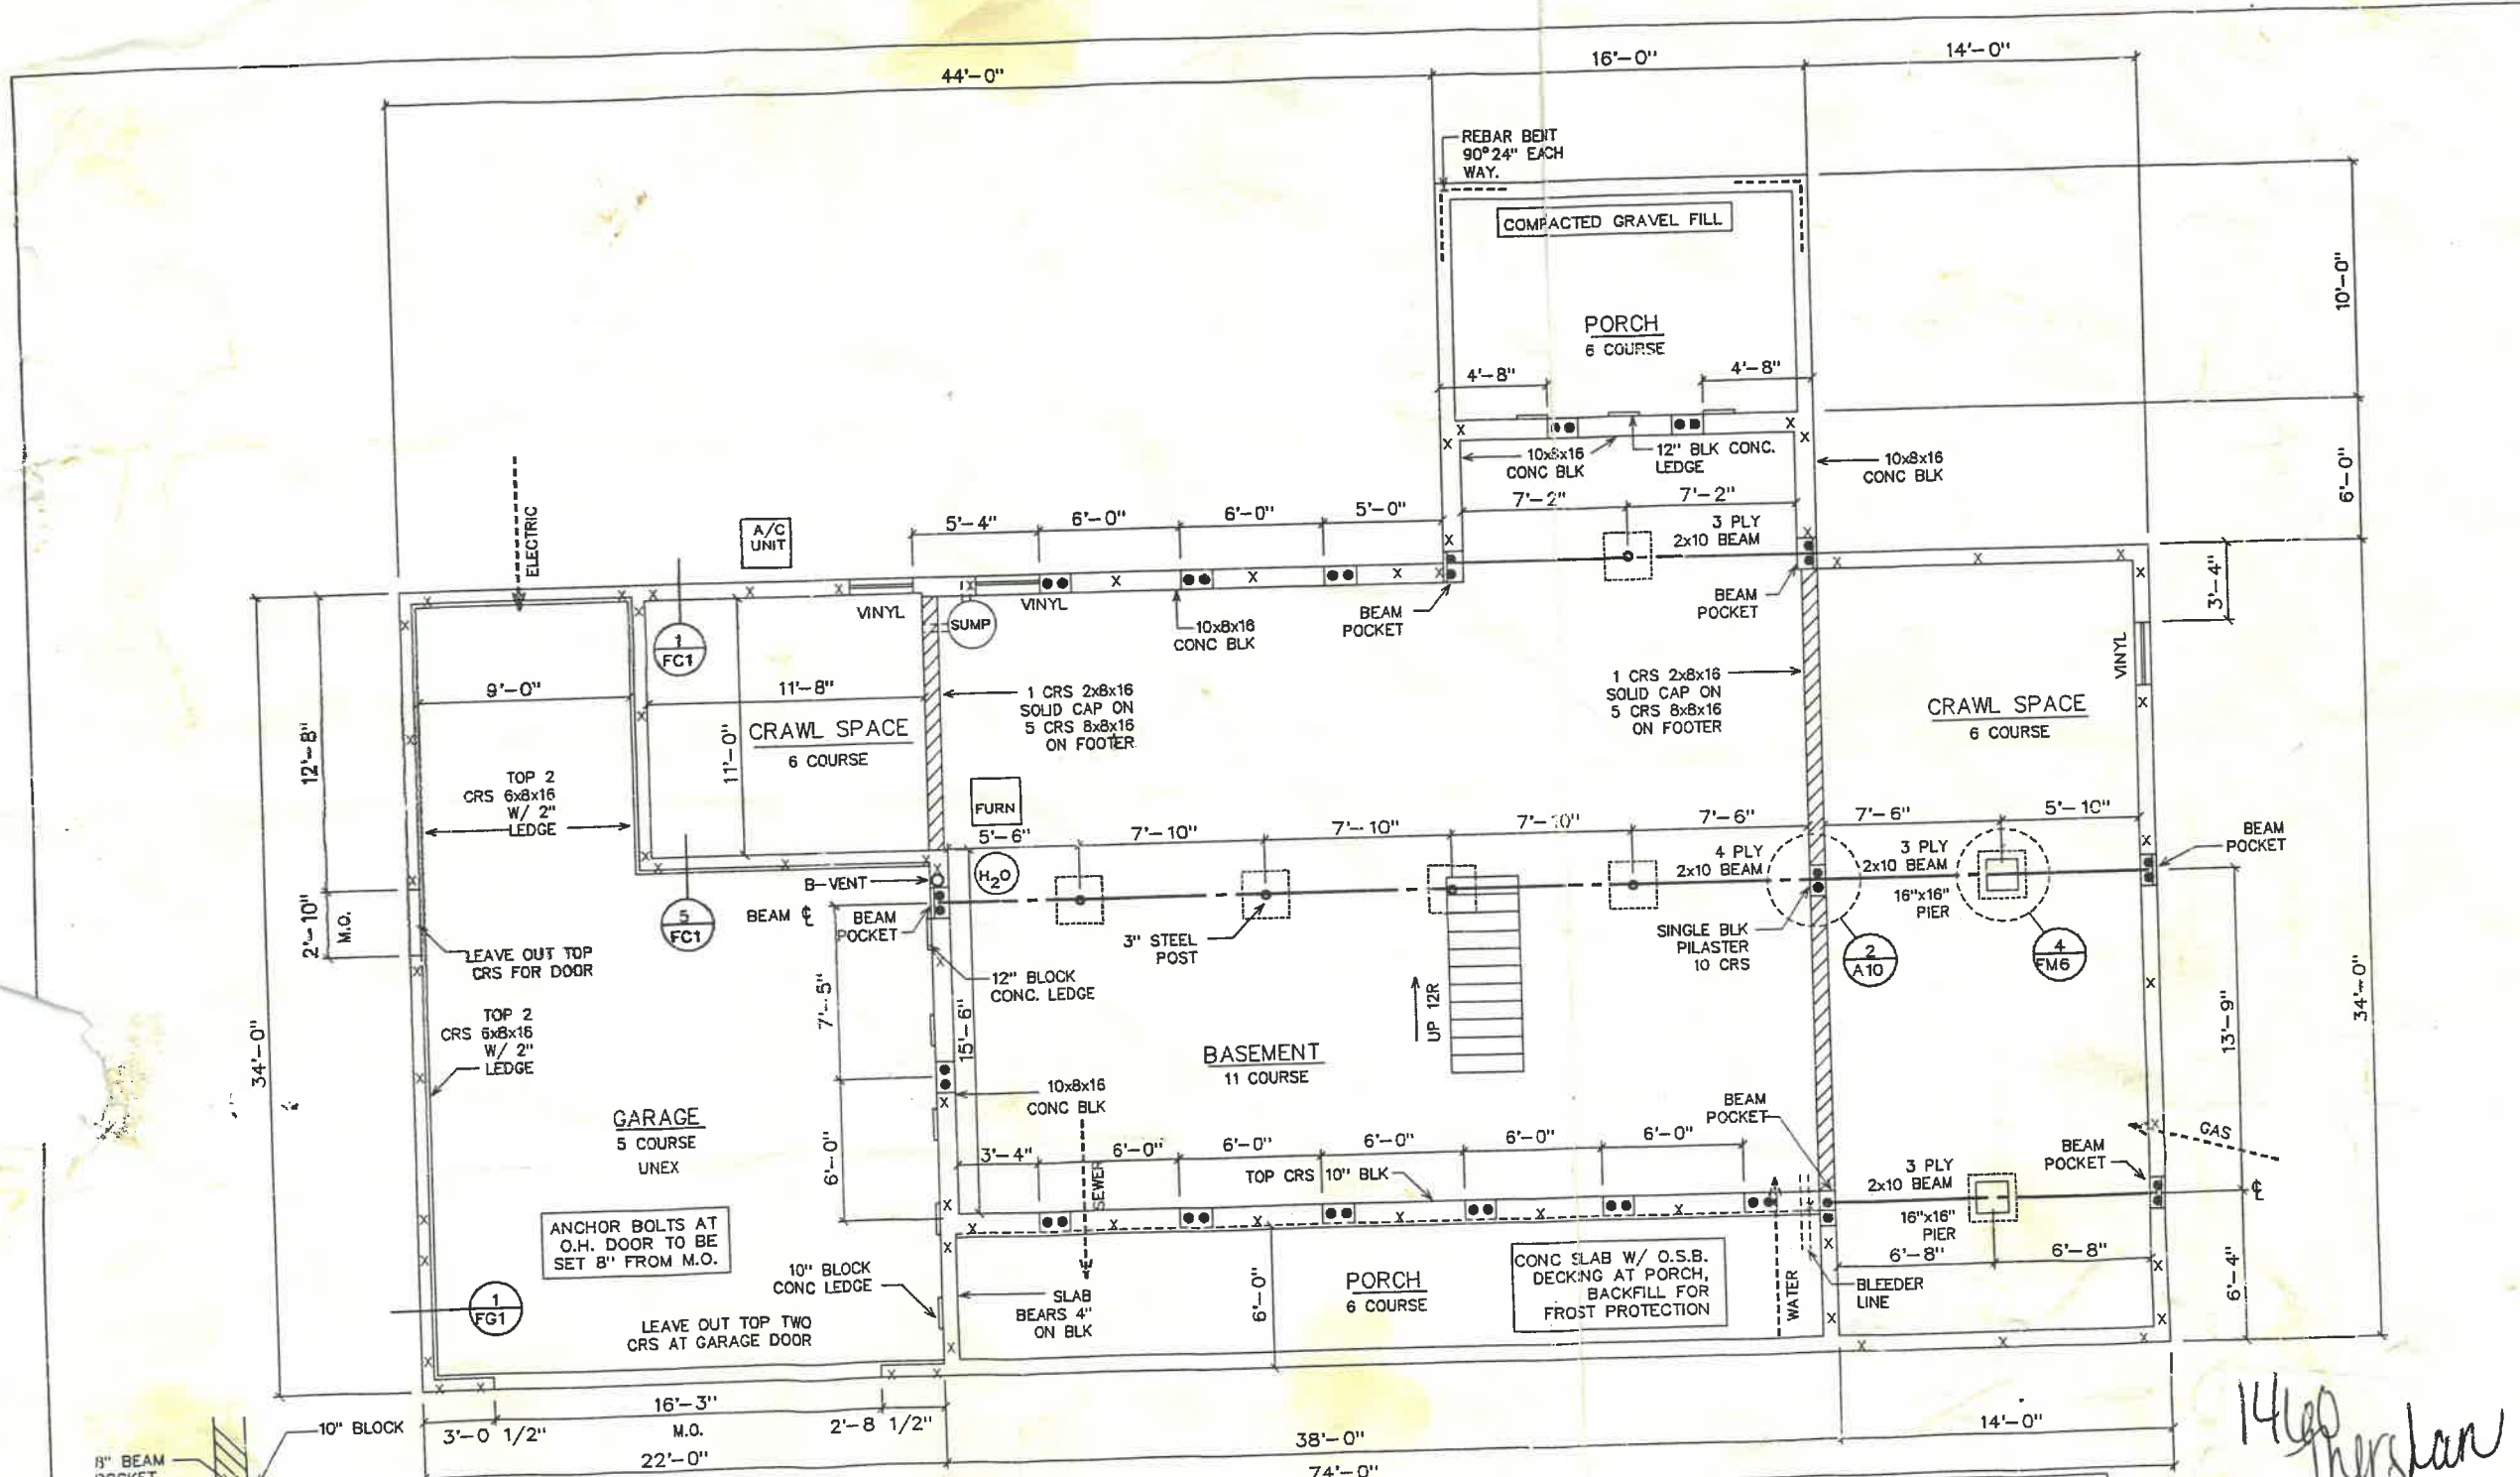 44'-0"
16'-0"
14'-0"
REBAR BENT
90° 24" EACH
WAY.
COMPACTED GRAVEL FILL
10'-0"
PORCH
6 COURSE
4'-8"
4'-8"
10x8x16
CONC BLK
12" BLK CONC.
LEDGE
10x8x16
CONC BLK
6'-0"
7'-2"
7'-2"
3 PLY
2x10 BEAM
ELECTRIC
A/C
UNIT
5'-4"
6'-0"
6'-0"
5'-0"
VINYL
SUMP
VINYL
10x8x16
CONC BLK
BEAM
POCKET
BEAM
POCKET
3'-4"
VINYL
1
FC1
9'-0"
11'-8"
12'-8"
11'-0"
CRAWL SPACE
6 COURSE
1 CRS 2x8x16
SOLID CAP ON
5 CRS 8x8x16
ON FOOTER
1 CRS 2x8x16
SOLID CAP ON
5 CRS 8x8x16
ON FOOTER
CRAWL SPACE
6 COURSE
TOP 2
CRS 6x8x16
W/ 2"
LEDGE
FURN
5'-6"
7'-10"
7'-10"
7'-10"
7'-6"
7'-6"
5'-10"
BEAM
POCKET
H2O
B-VENT
4 PLY
2x10 BEAM
3 PLY
2x10 BEAM
16"x16"
PIER
2'-10"
M.O.
5
FC1
BEAM ℄
BEAM
POCKET
3" STEEL
POST
SINGLE BLK
PILASTER
10 CRS
2
A10
4
FM6
LEAVE OUT TOP
CRS FOR DOOR
12" BLOCK
CONC. LEDGE
7'-5"
15'-6"
UP 12R
34'-0"
13'-9"
34'-0"
TOP 2
CRS 6x8x16
W/ 2"
LEDGE
BASEMENT
11 COURSE
10x8x16
CONC BLK
GARAGE
5 COURSE
UNEX
BEAM
POCKET
GAS
BEAM
POCKET
6'-0"
3'-4"
6'-0"
6'-0"
6'-0"
6'-0"
6'-0"
SEWER
TOP CRS 10" BLK
3 PLY
2x10 BEAM
℄
16"x16"
PIER
ANCHOR BOLTS AT
O.H. DOOR TO BE
SET 8" FROM M.O.
10" BLOCK
CONC LEDGE
SLAB
BEARS 4"
ON BLK
6'-0"
PORCH
6 COURSE
CONC SLAB W/ O.S.B.
DECKING AT PORCH,
BACKFILL FOR
FROST PROTECTION
WATER
BLEEDER
LINE
6'-8"
6'-8"
6'-4"
1
FG1
LEAVE OUT TOP TWO
CRS AT GARAGE DOOR
10" BLOCK
3'-0 1/2"
16'-3"
M.O.
2'-8 1/2"
14'-0"
38'-0"
22'-0"
74'-0"
8" BEAM
POCKET
1460